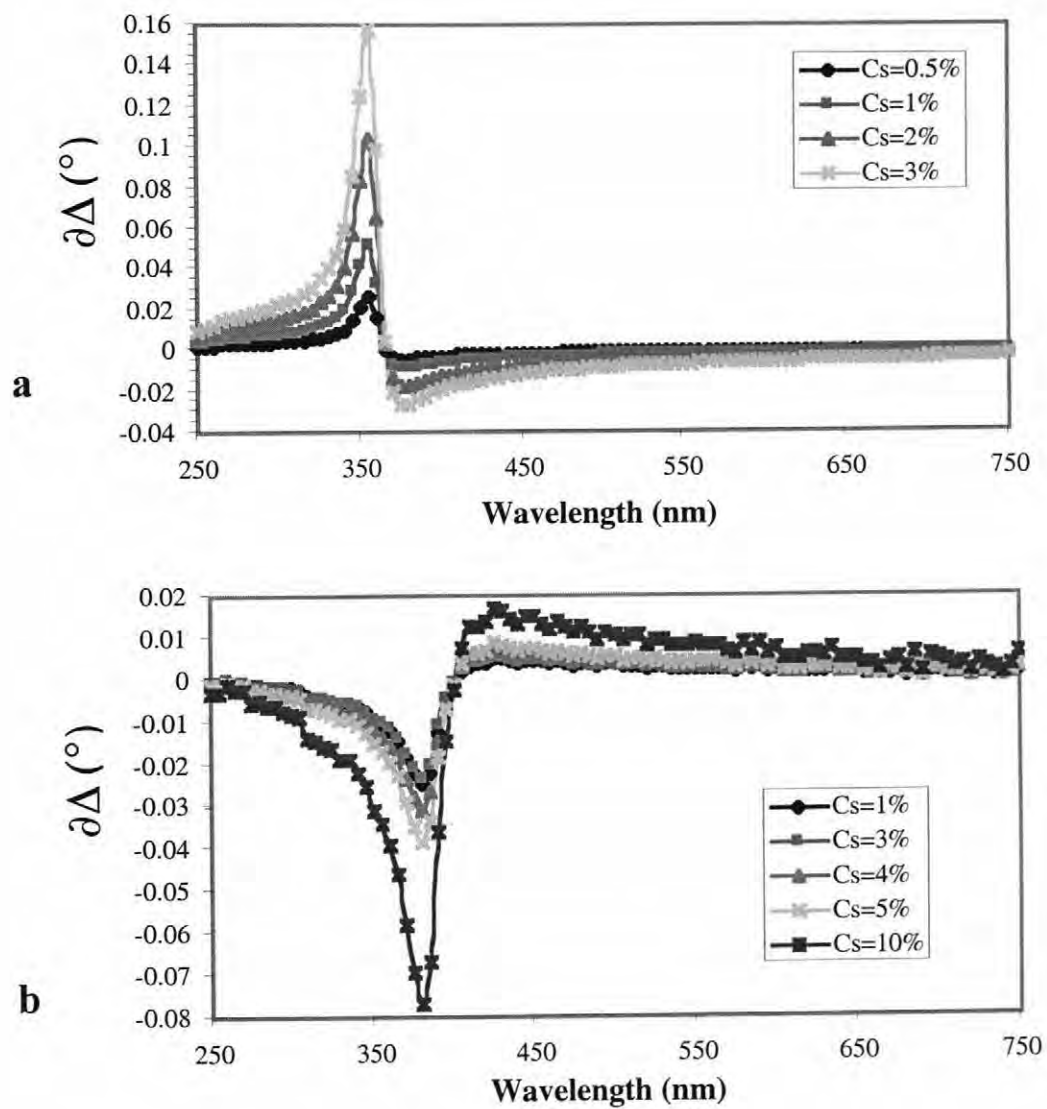 0.16
0.14
0.12
0.1
0.08
0.06
0.04
0.02
0
-0.02
-0.04
∂Δ (°)
Cs=0.5%
Cs=1%
Cs=2%
Cs=3%
a
250 350 450 550 650 750
Wavelength (nm)
0.02
0.01
0
-0.01
-0.02
-0.03
-0.04
-0.05
-0.06
-0.07
-0.08
∂Δ (°)
Cs=1%
Cs=3%
Cs=4%
Cs=5%
Cs=10%
b
250 350 450 550 650 750
Wavelength (nm)